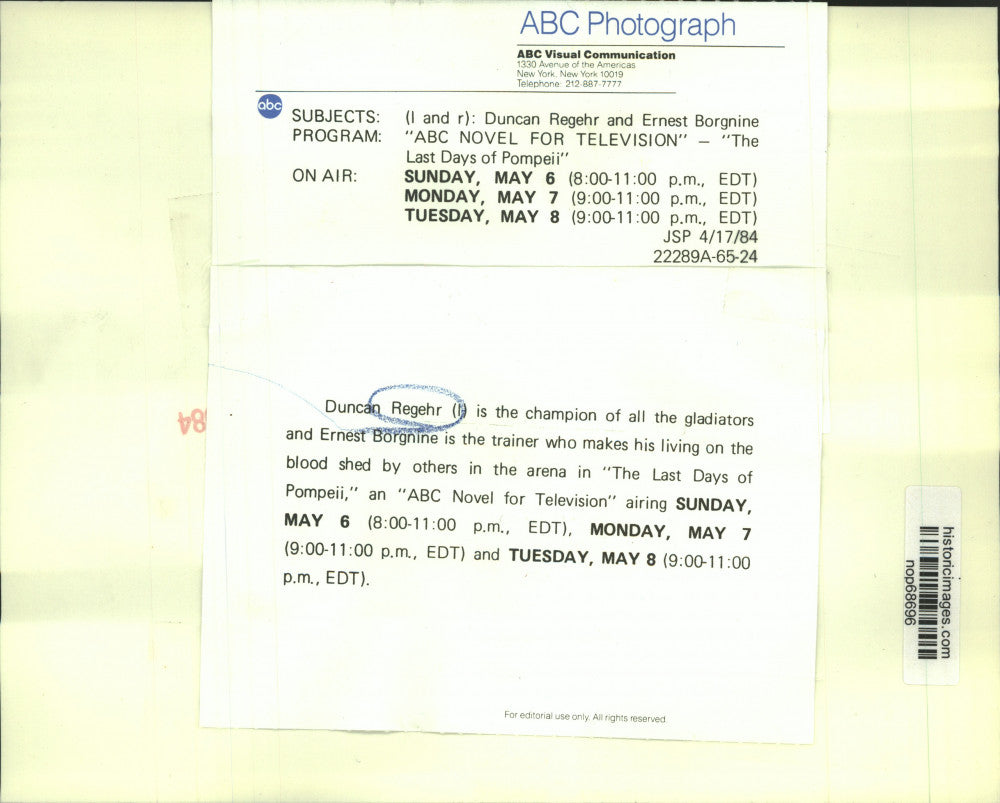 ABC Photograph
ABC Visual Communication
1330 Avenue of the Americas
New York, New York 10019
Telephone: 212-887-7777
abc
SUBJECTS: (l and r): Duncan Regehr and Ernest Borgnine
PROGRAM: "ABC NOVEL FOR TELEVISION" – "The
Last Days of Pompeii"
ON AIR: SUNDAY, MAY 6 (8:00-11:00 p.m., EDT)
MONDAY, MAY 7 (9:00-11:00 p.m., EDT)
TUESDAY, MAY 8 (9:00-11:00 p.m., EDT)
JSP 4/17/84
22289A-65-24
Duncan Regehr (l) is the champion of all the gladiators
and Ernest Borgnine is the trainer who makes his living on the
blood shed by others in the arena in "The Last Days of
Pompeii," an "ABC Novel for Television" airing SUNDAY,
MAY 6 (8:00-11:00 p.m., EDT), MONDAY, MAY 7
(9:00-11:00 p.m., EDT) and TUESDAY, MAY 8 (9:00-11:00
p.m., EDT).
For editorial use only. All rights reserved.
historicimages.com
nop68696